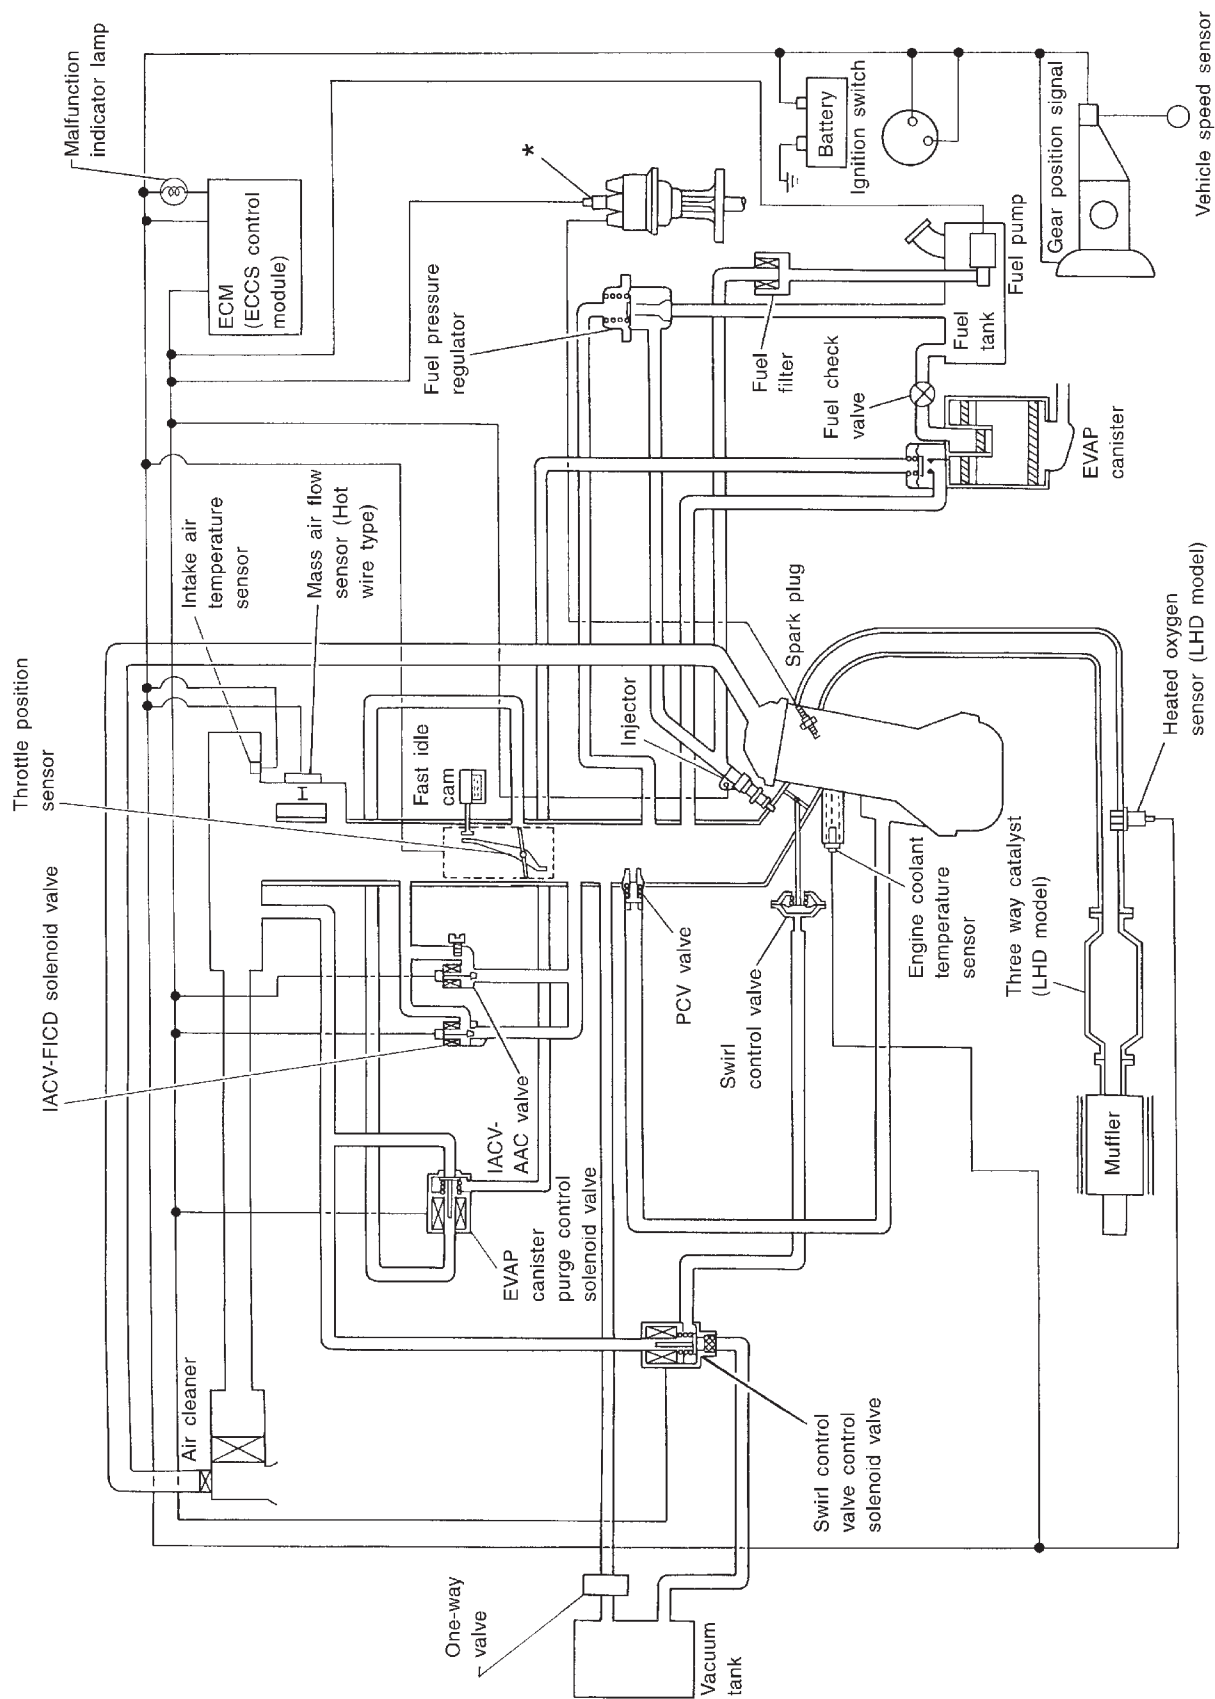 Malfunction
indicator lamp
ECM
(ECCS control
module)
*
Battery
Ignition switch
Gear position signal
Vehicle speed sensor
Fuel pump
Fuel
tank
Fuel pressure
regulator
Fuel
filter
Fuel check
valve
EVAP
canister
Intake air
temperature
sensor
Mass air flow
sensor (Hot
wire type)
Throttle position
sensor
Fast idle
cam
Injector
Spark plug
Heated oxygen
sensor (LHD model)
IACV-FICD solenoid valve
IACV-
AAC valve
PCV valve
Swirl
control valve
Engine coolant
temperature
sensor
Three way catalyst
(LHD model)
Muffler
EVAP
canister
purge control
solenoid valve
Air cleaner
Swirl control
valve control
solenoid valve
One-way
valve
Vacuum
tank